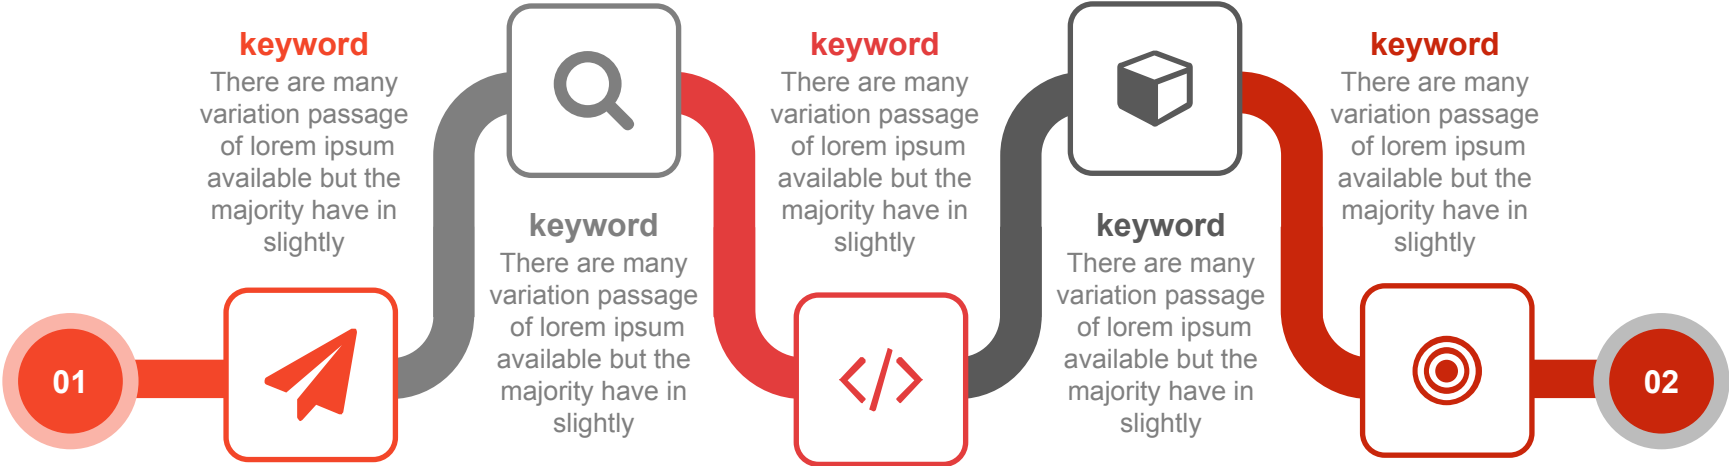 01
keyword
There are many
variation passage
of lorem ipsum
available but the
majority have in
slightly
keyword
There are many
variation passage
of lorem ipsum
available but the
majority have in
slightly
keyword
There are many
variation passage
of lorem ipsum
available but the
majority have in
slightly
keyword
There are many
variation passage
of lorem ipsum
available but the
majority have in
slightly
keyword
There are many
variation passage
of lorem ipsum
available but the
majority have in
slightly
02